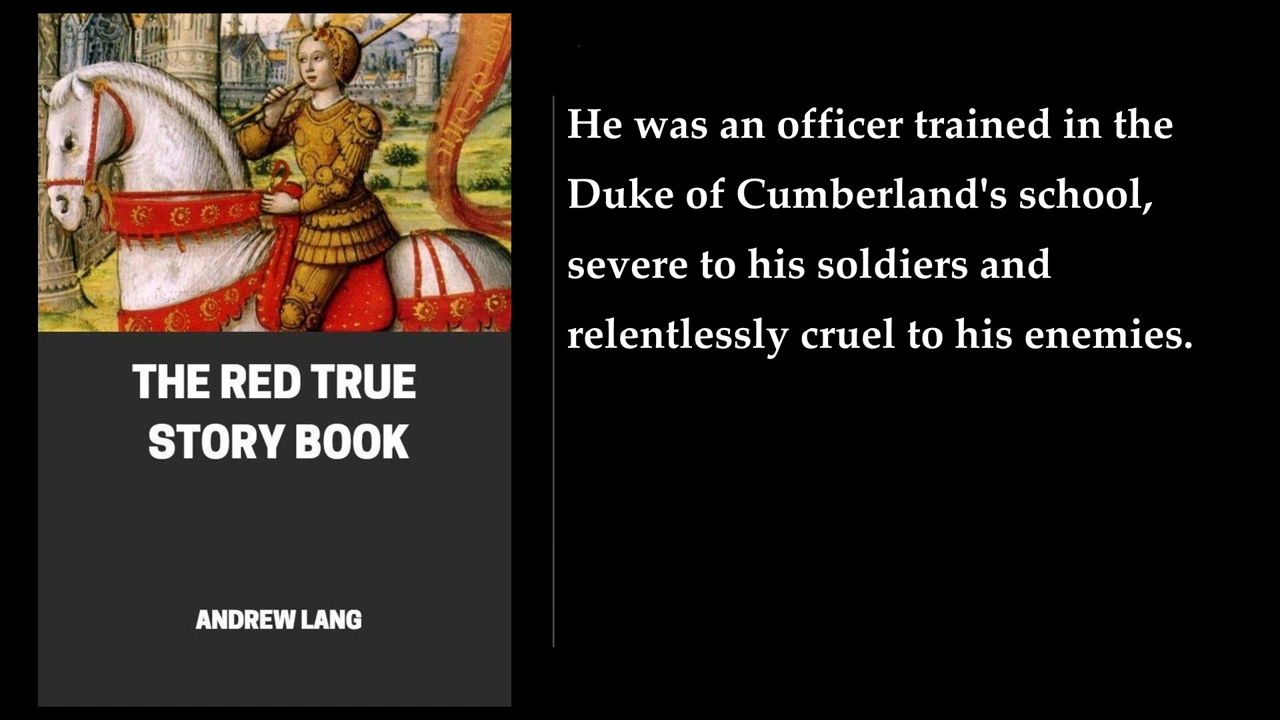 THE RED TRUE
STORY BOOK
ANDREW LANG
He was an officer trained in the
Duke of Cumberland's school,
severe to his soldiers and
relentlessly cruel to his enemies.